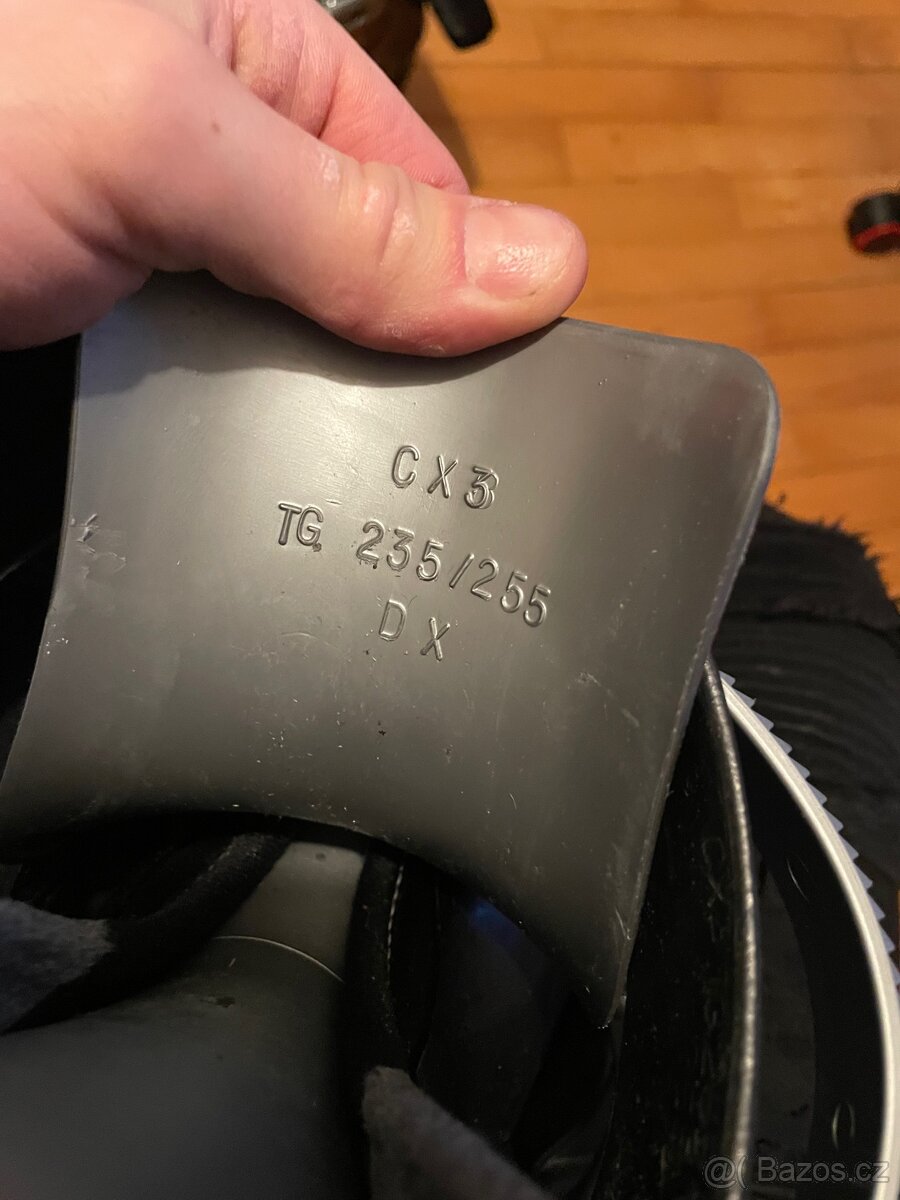 CX3
TG. 235/255
DX
@( Bazos.cz